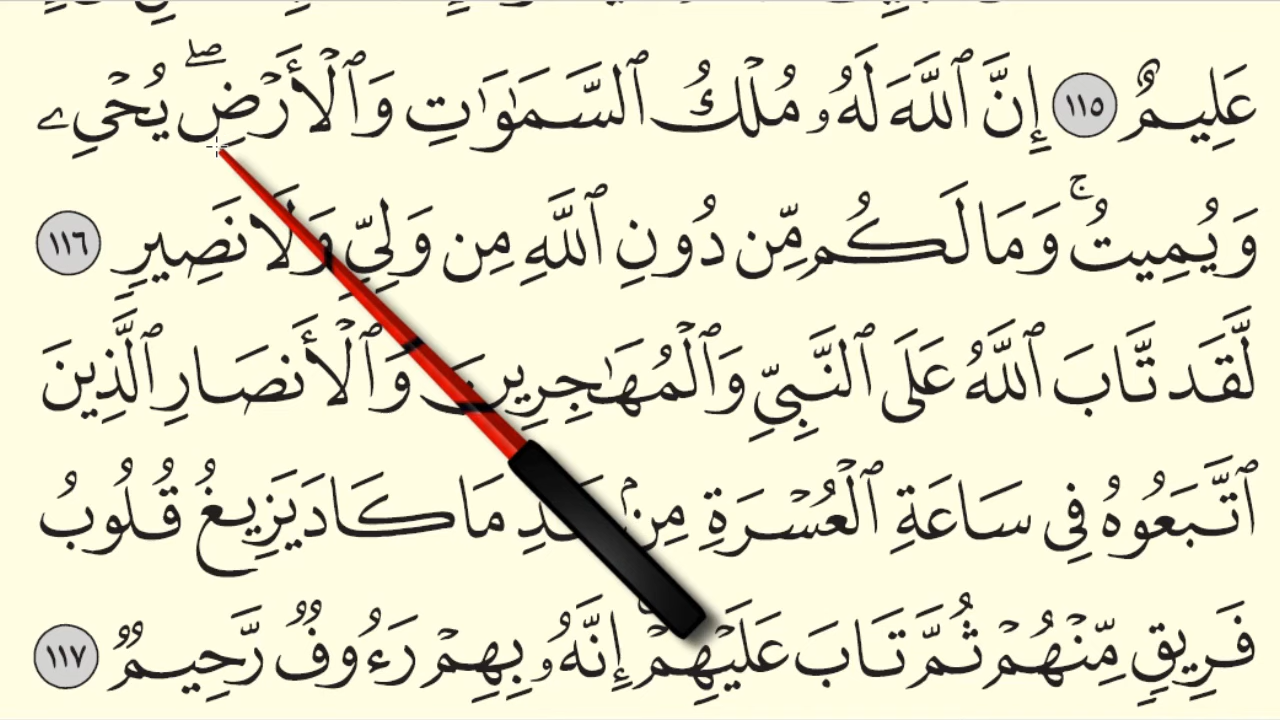 عَلِيمٌ ١١٥ إِنَّ ٱللَّهَ لَهُۥ مُلْكُ ٱلسَّمَٰوَٰتِ وَٱلْأَرْضِ ۖ يُحْىِۦ
وَيُمِيتُ ۚ وَمَا لَكُم مِّن دُونِ ٱللَّهِ مِن وَلِىٍّ وَلَا نَصِيرٍ ١١٦
لَّقَد تَّابَ ٱللَّهُ عَلَى ٱلنَّبِىِّ وَٱلْمُهَٰجِرِينَ وَٱلْأَنصَارِ ٱلَّذِينَ
ٱتَّبَعُوهُ فِى سَاعَةِ ٱلْعُسْرَةِ مِنۢ بَعْدِ مَا كَادَ يَزِيغُ قُلُوبُ
فَرِيقٍ مِّنْهُمْ ثُمَّ تَابَ عَلَيْهِمْ ۚ إِنَّهُۥ بِهِمْ رَءُوفٌ رَّحِيمٌ ١١٧